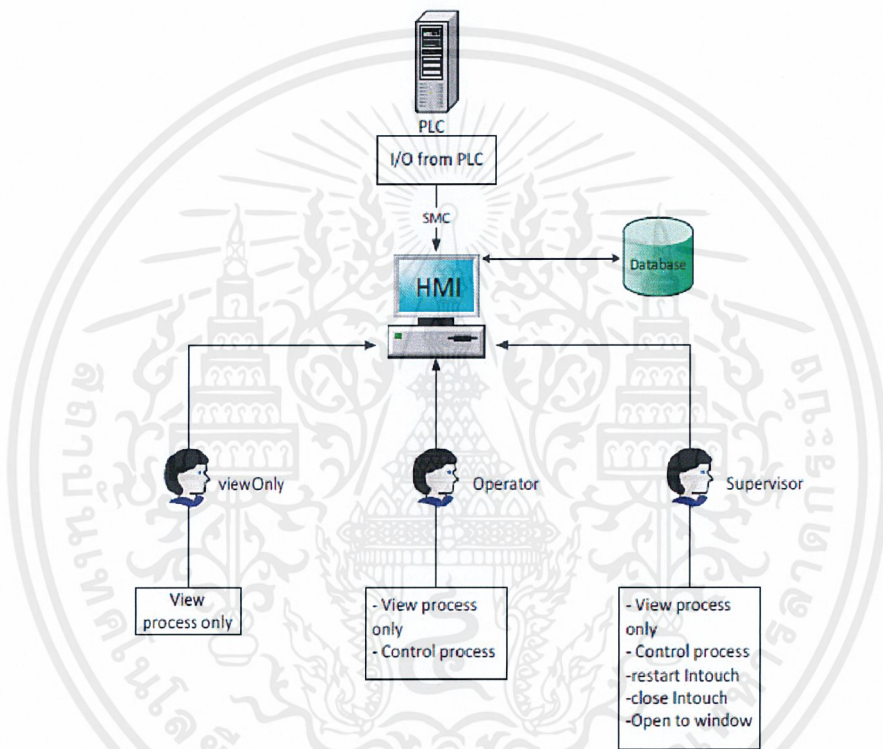 PLC
I/O from PLC
SMC
HMI
Database
viewOnly
Operator
Supervisor
View
process only
- View process
only
- Control process
- View process
only
- Control process
-restart Intouch
-close Intouch
-Open to window